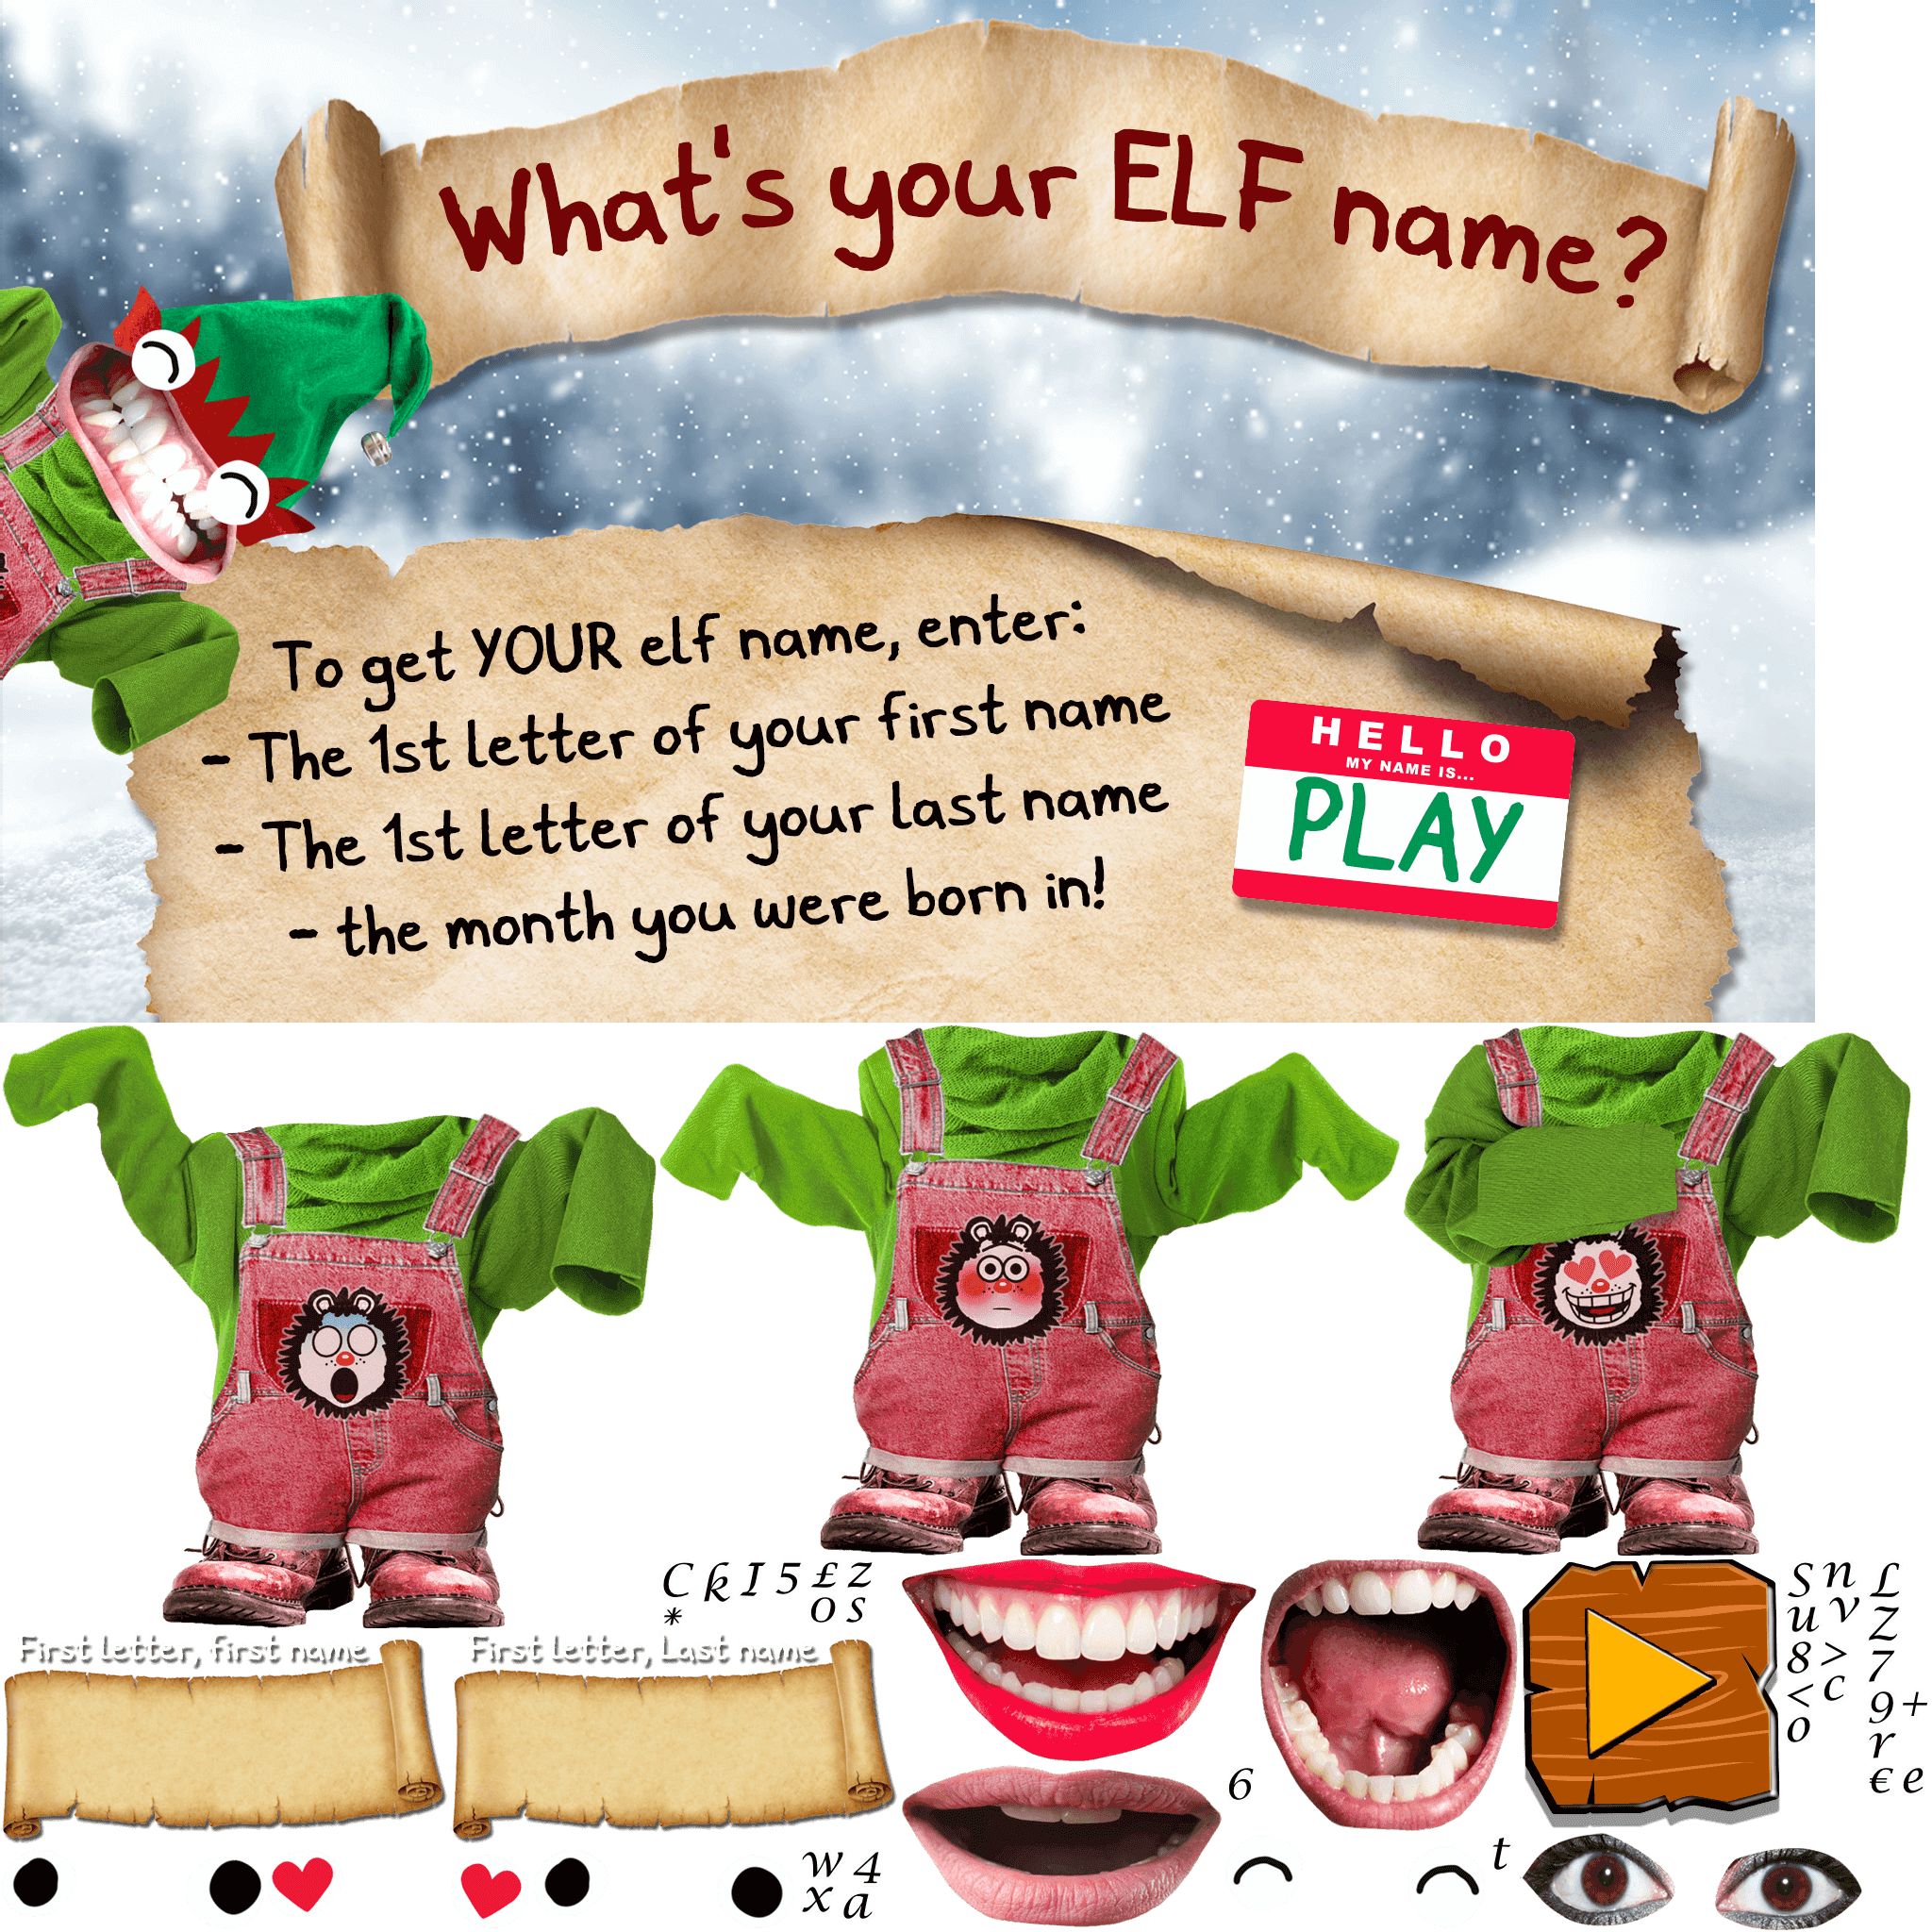 What's your ELF name?
To get YOUR elf name, enter:
- The 1st letter of your first name
- The 1st letter of your last name
- the month you were born in!
HELLO
MY NAME IS...
PLAY
C k I 5 £ z
* o s
First letter, first name
First letter, Last name
S n L
u v Z
8 > 7
< c 9 +
o r
€ e
6
t
w 4
x a